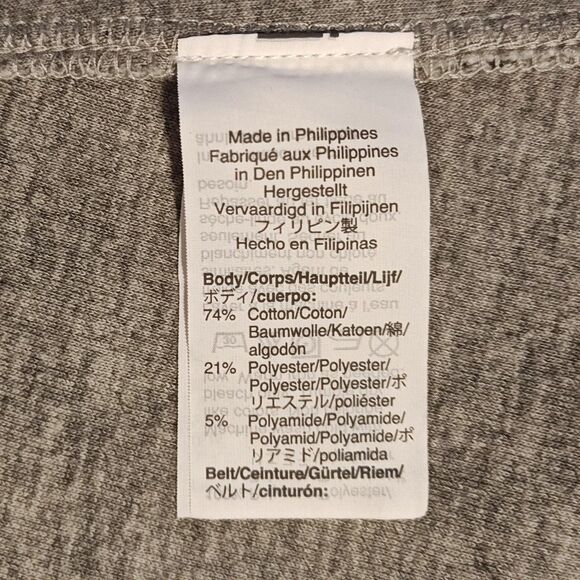 Made in Philippines
Fabriqué aux Philippines
in Den Philippinen
Hergestellt
Vervaardigd in Filipijnen
フィリピン製
Hecho en Filipinas
Body/Corps/Hauptteil/Lijf/
ボディ/cuerpo:
74% Cotton/Coton/
Baumwolle/Katoen/綿/
algodón
21% Polyester/Polyester/
Polyester/Polyester/ポ
リエステル/poliéster
5% Polyamide/Polyamide/
Polyamid/Polyamide/ポ
リアミド/poliamida
Belt/Ceinture/Gürtel/Riem/
ベルト/cinturón: